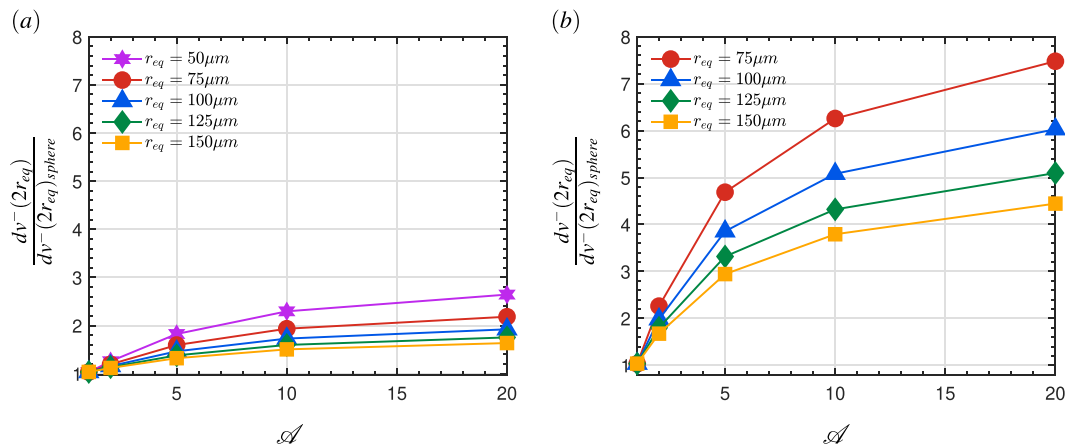 (a)
8
7
6
5
4
3
2
1
r_eq = 50μm
r_eq = 75μm
r_eq = 100μm
r_eq = 125μm
r_eq = 150μm
dv⁻(2r_eq)
dv⁻(2r_eq)_sphere
5 10 15 20
𝒜
(b)
8
7
6
5
4
3
2
1
r_eq = 75μm
r_eq = 100μm
r_eq = 125μm
r_eq = 150μm
dv⁻(2r_eq)
dv⁻(2r_eq)_sphere
5 10 15 20
𝒜